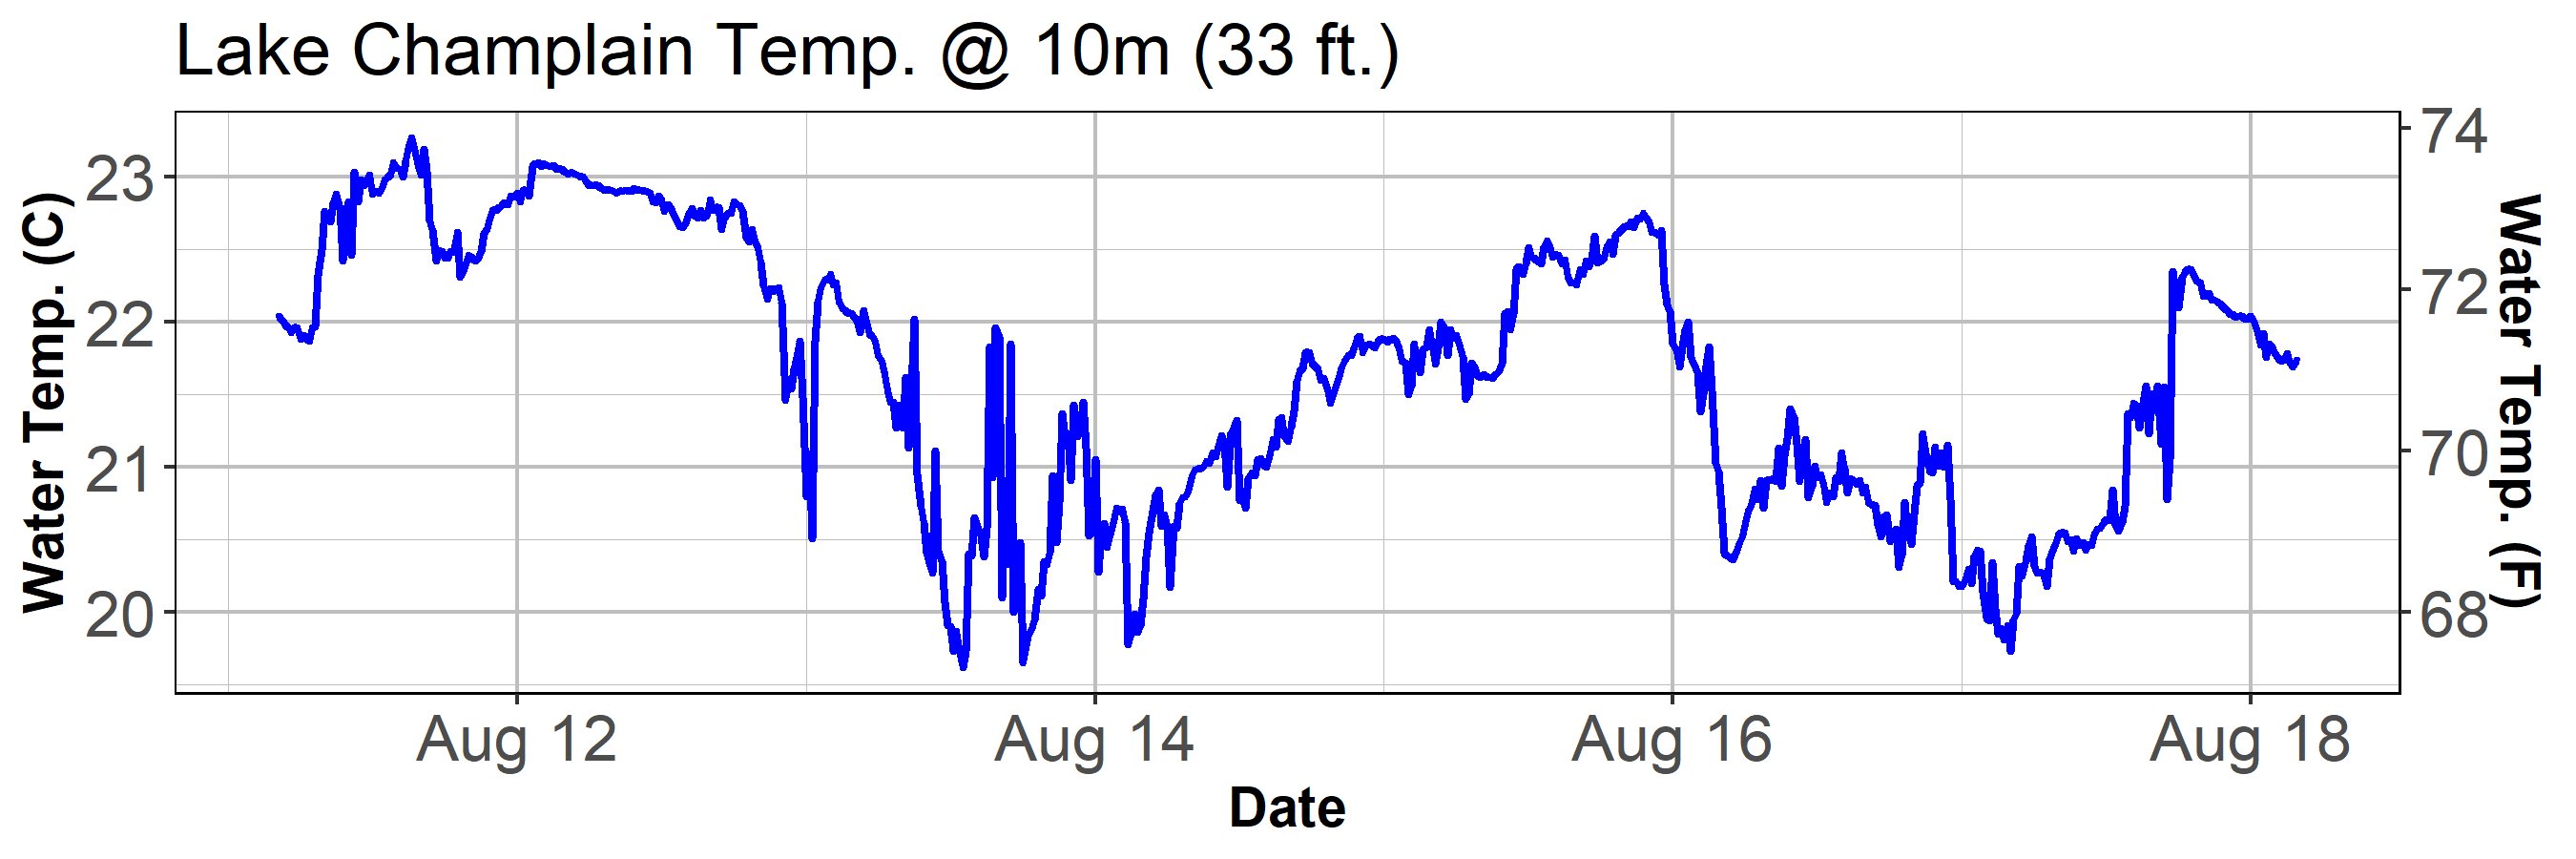 Lake Champlain Temp. @ 10m (33 ft.)
Water Temp. (C)
23
22
21
20
74
72
70
68
Water Temp. (F)
Aug 12
Aug 14
Aug 16
Aug 18
Date